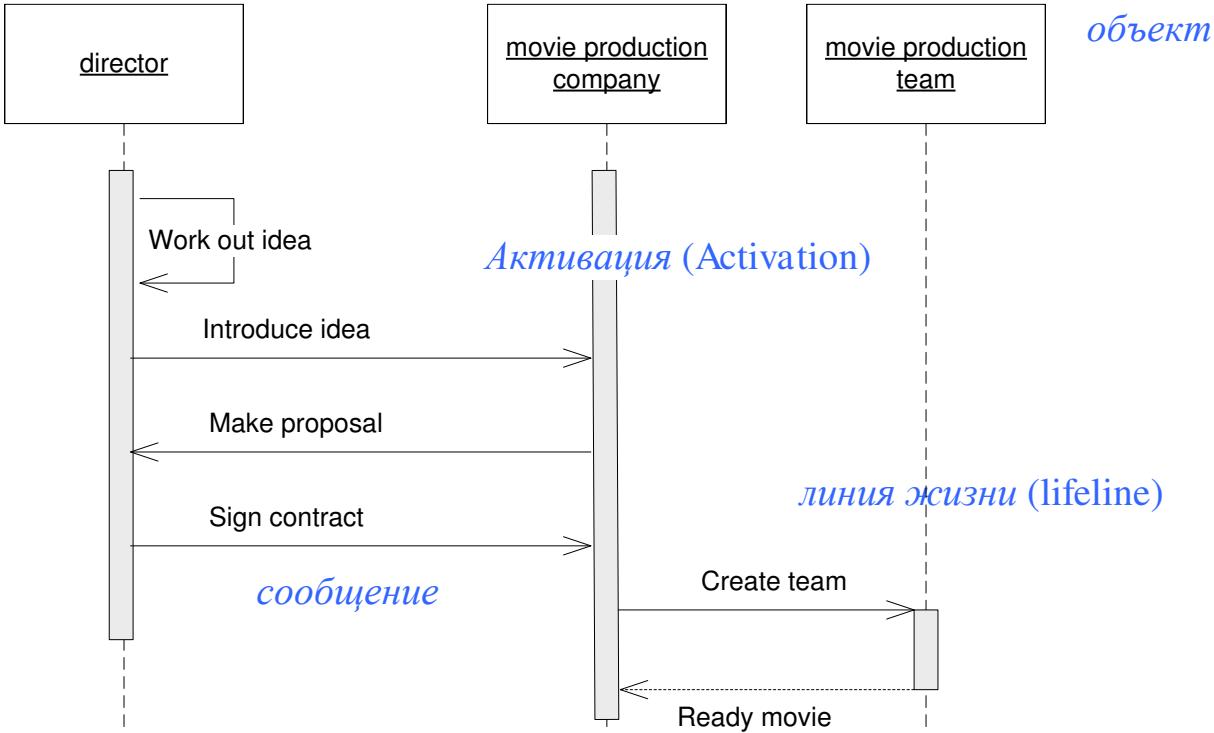 объект
director
movie production
company
movie production
team
Work out idea
Активация (Activation)
Introduce idea
Make proposal
линия жизни (lifeline)
Sign contract
сообщение
Create team
Ready movie